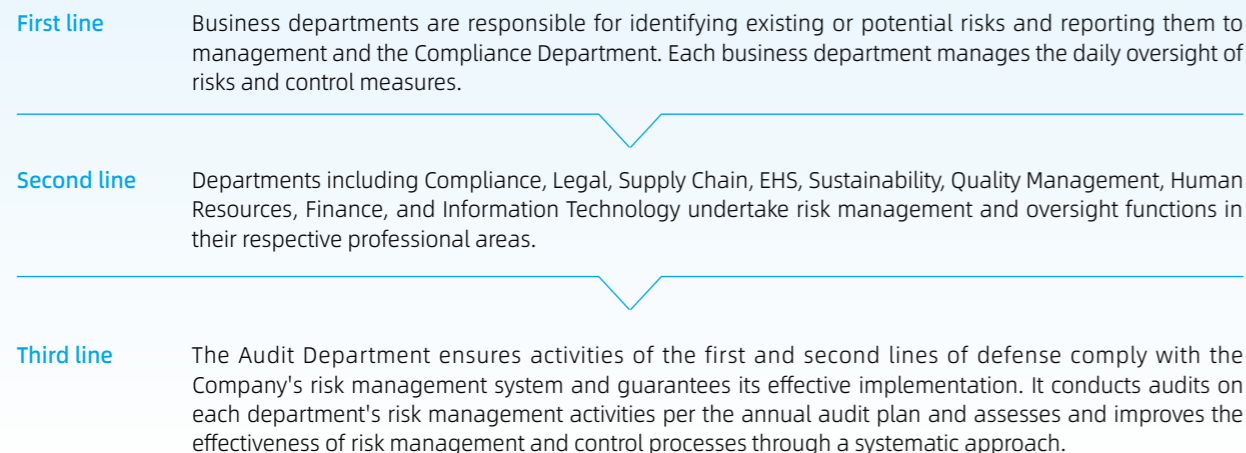 First line
Business departments are responsible for identifying existing or potential risks and reporting them to
management and the Compliance Department. Each business department manages the daily oversight of
risks and control measures.
Second line
Departments including Compliance, Legal, Supply Chain, EHS, Sustainability, Quality Management, Human
Resources, Finance, and Information Technology undertake risk management and oversight functions in
their respective professional areas.
Third line
The Audit Department ensures activities of the first and second lines of defense comply with the
Company's risk management system and guarantees its effective implementation. It conducts audits on
each department's risk management activities per the annual audit plan and assesses and improves the
effectiveness of risk management and control processes through a systematic approach.